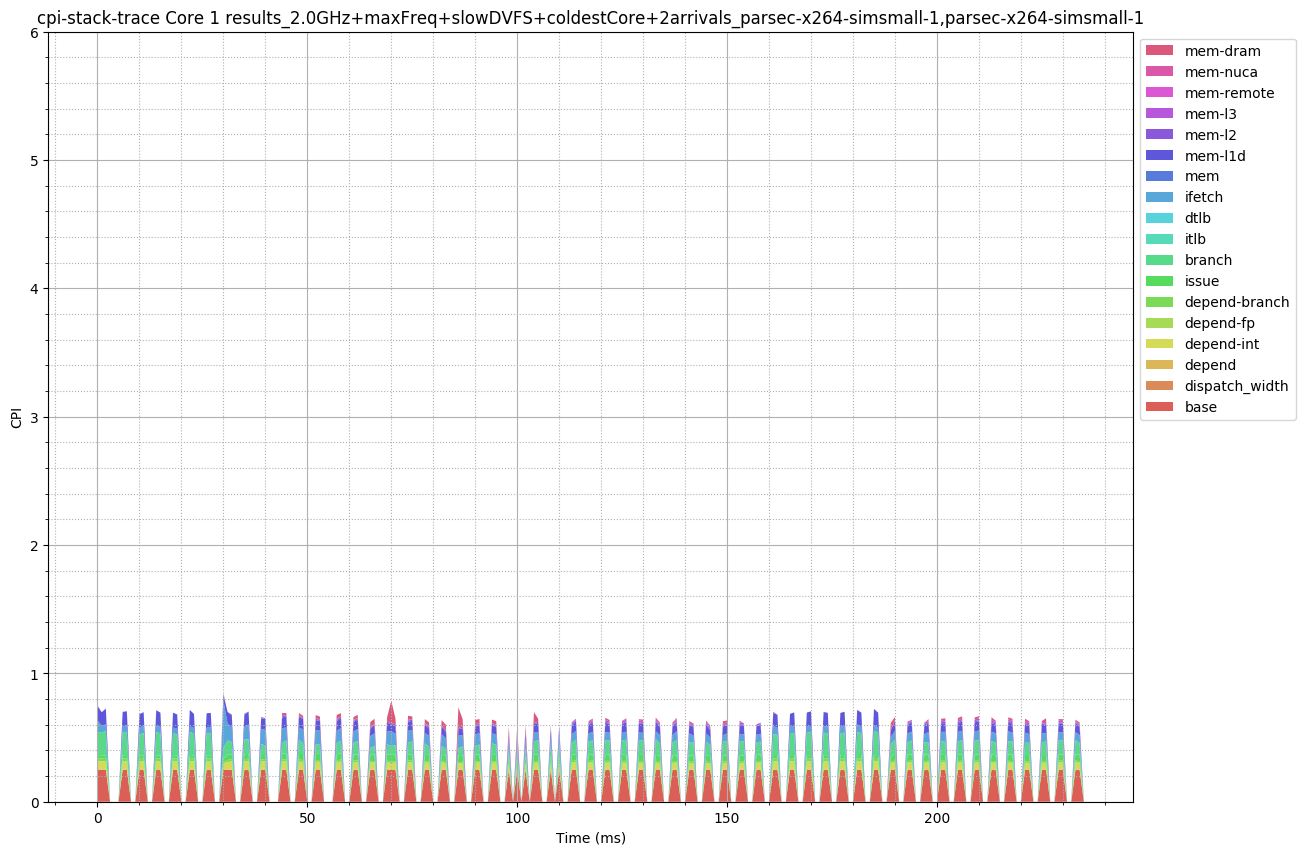 cpi-stack-trace Core 1 results_2.0GHz+maxFreq+slowDVFS+coldestCore+2arrivals_parsec-x264-simsmall-1,parsec-x264-simsmall-1
6
5
4
3
2
1
0
CPI
0 50 100 150 200
Time (ms)
mem-dram
mem-nuca
mem-remote
mem-l3
mem-l2
mem-l1d
mem
ifetch
dtlb
itlb
branch
issue
depend-branch
depend-fp
depend-int
depend
dispatch_width
base